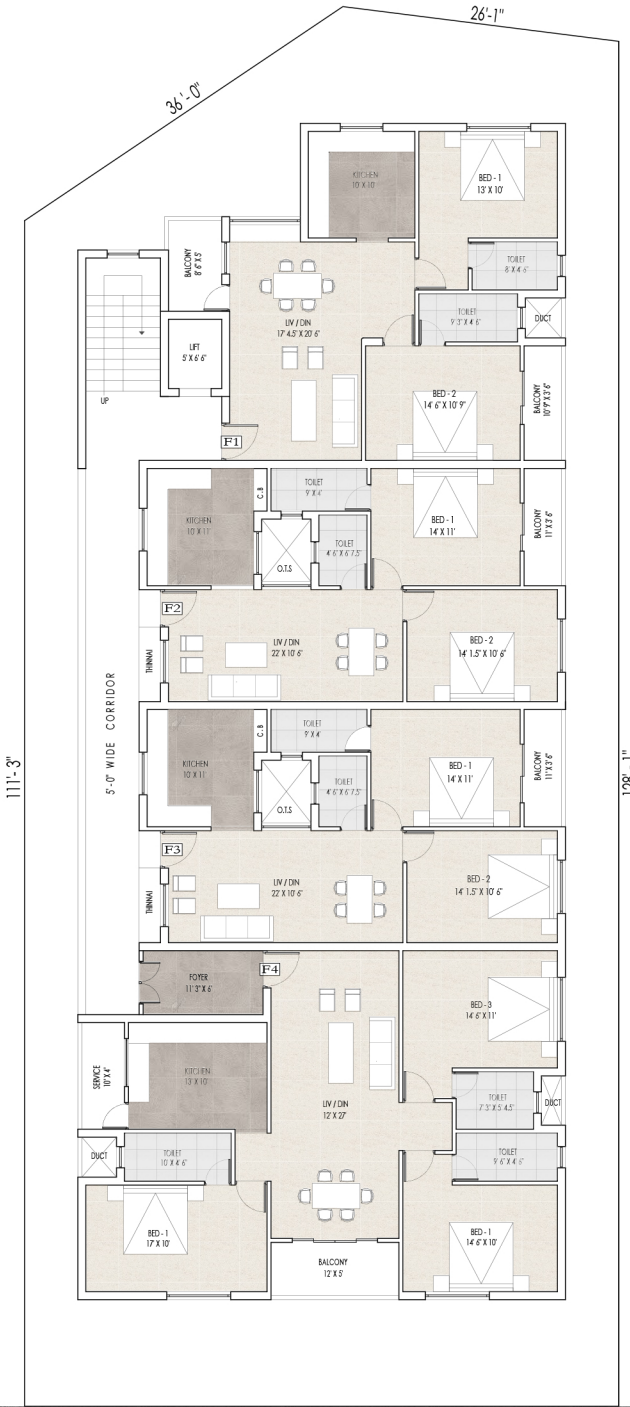 26'-1"
36'-0"
KITCHEN
10' X 10'
BED - 1
13' X 10'
BALCONY
8' 6" X 5'
TOILET
8' X 4' 6"
LIV / DIN
17' 4.5" X 20' 6"
TOILET
9' 3" X 4' 6"
DUCT
LIFT
5' X 6' 6"
UP
BED - 2
14' 6" X 10' 9"
BALCONY
10' 9" X 3' 6"
F1
KITCHEN
10' X 11'
C.B
TOILET
9' X 4'
TOILET
4' 6" X 6' 7.5"
O.T.S
BED - 1
14' X 11'
BALCONY
11' X 3' 6"
F2
THINNAI
LIV / DIN
22' X 10' 6"
BED - 2
14' 1.5" X 10' 6"
5'-0" WIDE CORRIDOR
111'- 3"
KITCHEN
10' X 11'
C.B
TOILET
9' X 4'
TOILET
4' 6" X 6' 7.5"
O.T.S
BED - 1
14' X 11'
BALCONY
11' X 3' 6"
F3
THINNAI
LIV / DIN
22' X 10' 6"
BED - 2
14' 1.5" X 10' 6"
FOYER
11' 3" X 6'
F4
BED - 3
14' 6" X 11'
SERVICE
10' X 4'
KITCHEN
13' X 10'
LIV / DIN
12' X 27'
TOILET
7' 3" X 5' 4.5"
DUCT
DUCT
TOILET
10' X 4' 6"
TOILET
9' 6" X 4' 6"
BED - 1
17' X 10'
BED - 1
14' 6" X 10'
BALCONY
12' X 5'